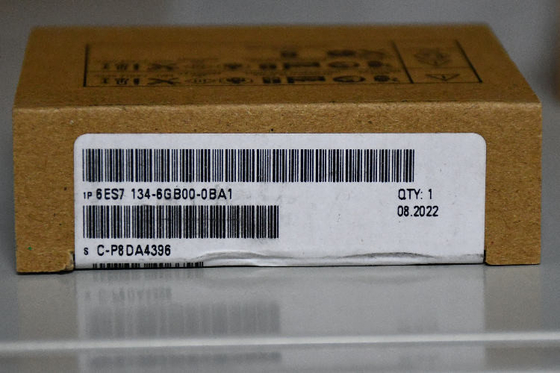 1P 6ES7 134-6GB00-0BA1
QTY: 1
08.2022
S C-P8DA4396